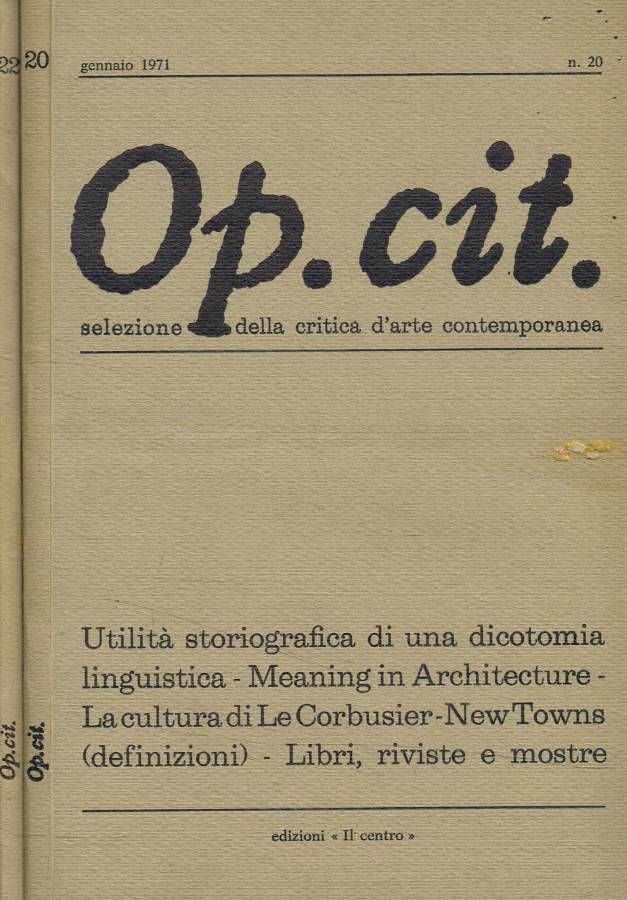 22
20
gennaio 1971
n. 20
Op. cit.
selezione della critica d'arte contemporanea
Utilità storiografica di una dicotomia
linguistica - Meaning in Architecture -
La cultura di Le Corbusier - New Towns
(definizioni) - Libri, riviste e mostre
edizioni « Il centro »
Op. cit.
Op. cit.